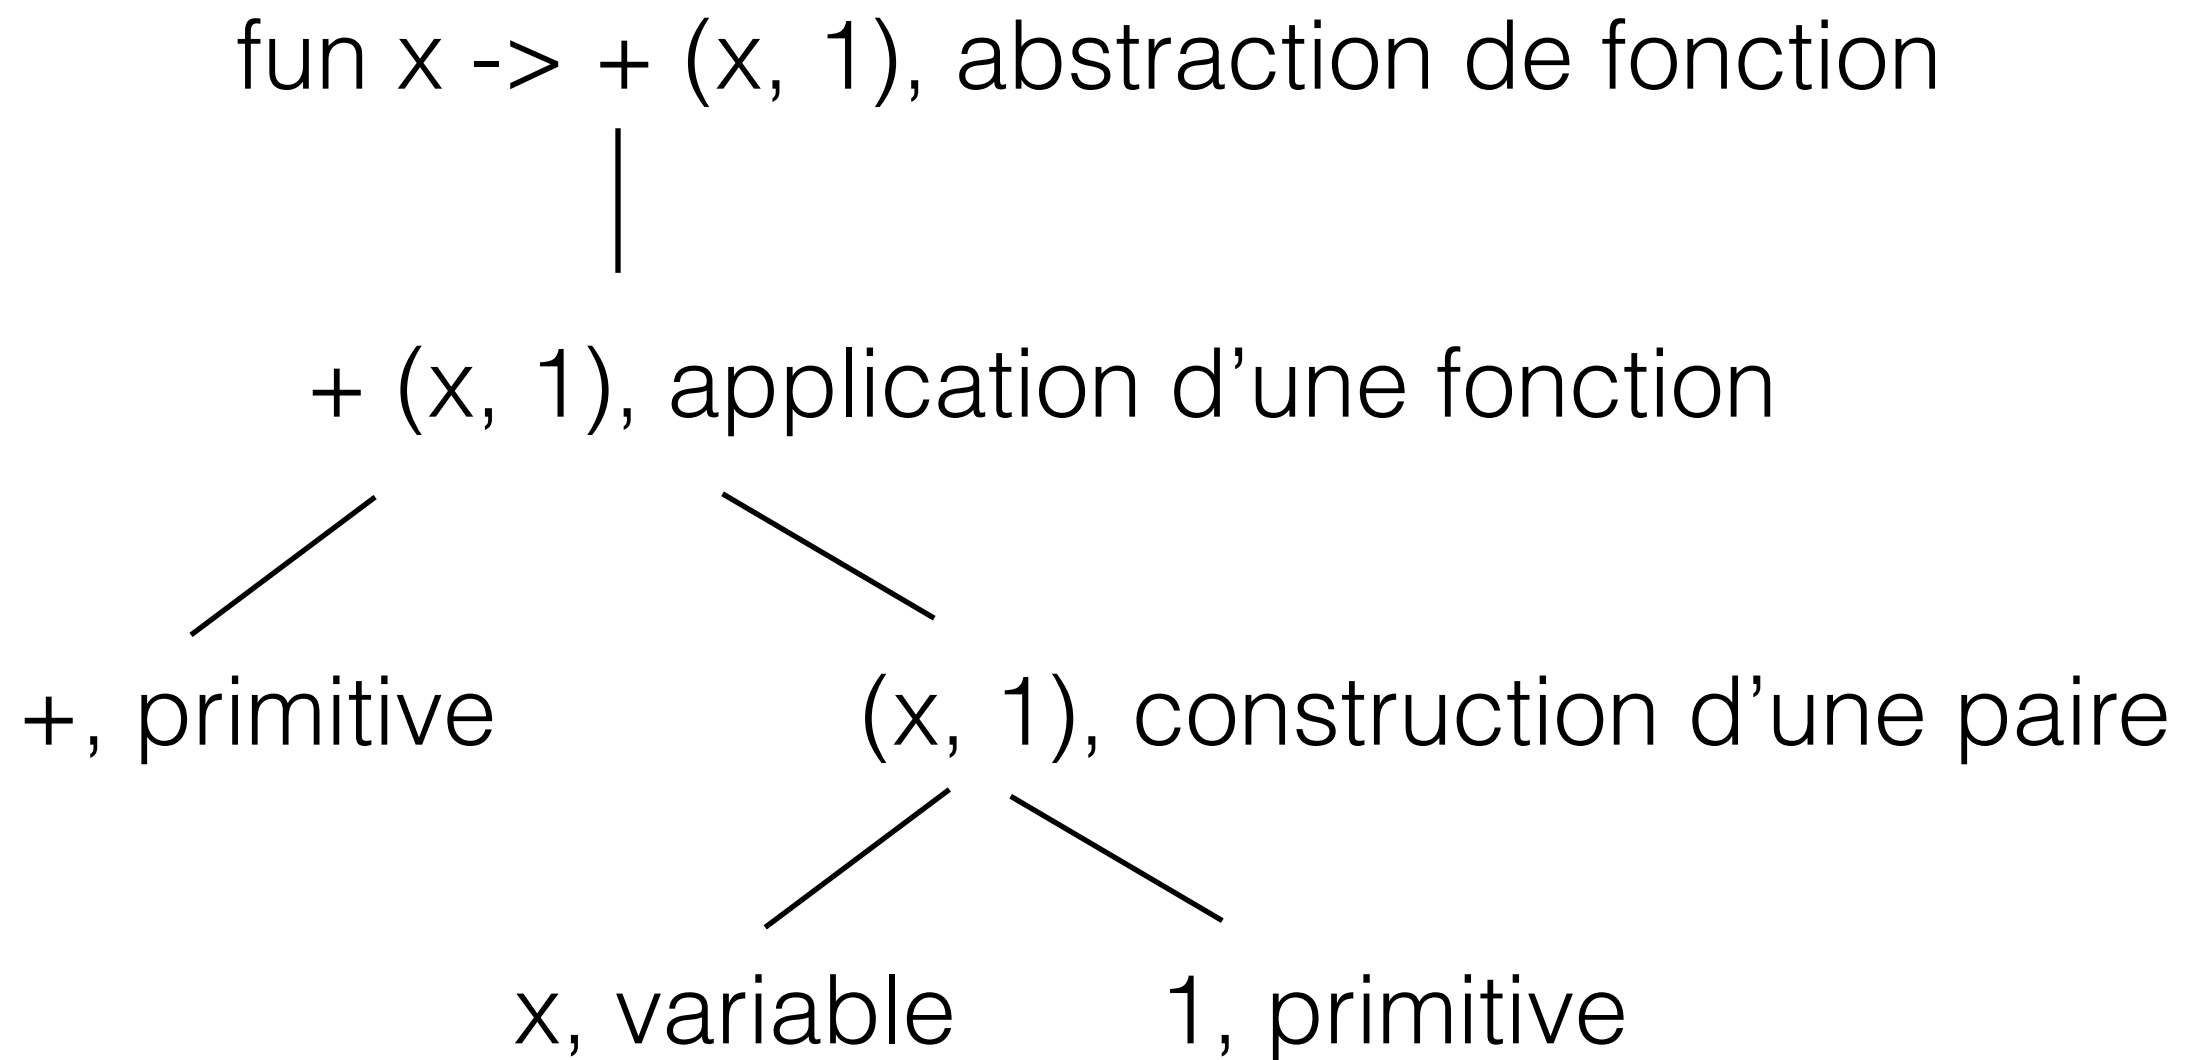 fun x -> + (x, 1), abstraction de fonction
+ (x, 1), application d’une fonction
+, primitive
(x, 1), construction d’une paire
x, variable
1, primitive